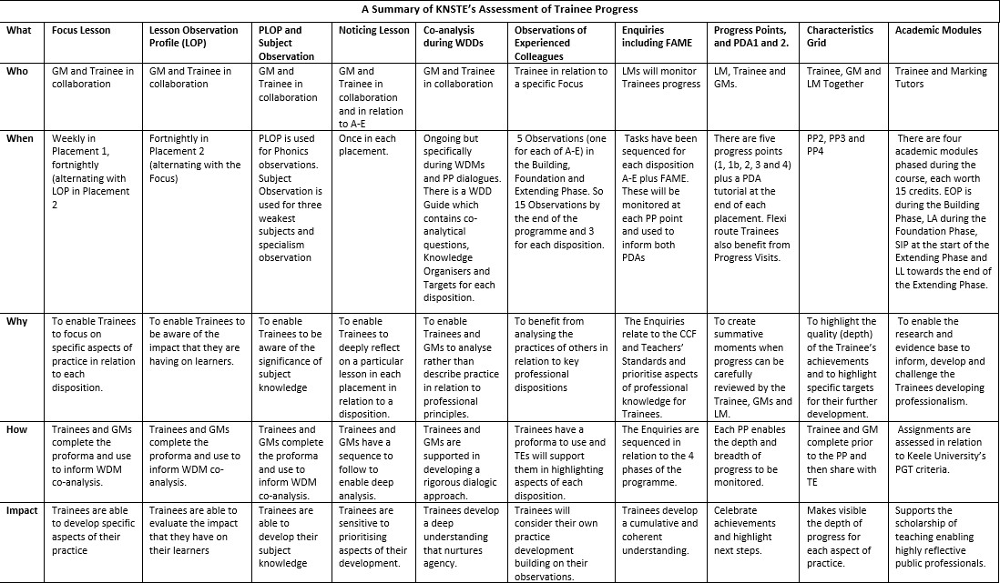 A Summary of KNSTE's Assessment of Trainee Progress
What
Focus Lesson
Lesson Observation
Profile (LOP)
PLOP and
Subject
Observation
Noticing Lesson
Co-analysis
during WDDs
Observations of
Experienced
Colleagues
Enquiries
including FAME
Progress Points,
and PDA1 and 2.
Characteristics
Grid
Academic Modules
Who
GM and Trainee in
collaboration
GM and Trainee in
collaboration
GM and
Trainee in
collaboration
GM and
Trainee in
collaboration
and in relation
to A-E
GM and Trainee
in collaboration
Trainee in relation to
a specific Focus
LMs will monitor
Trainees progress
LM, Trainee and
GMs.
Trainee, GM and
LM Together
Trainee and Marking
Tutors
When
Weekly in
Placement 1,
fortnightly
(alternating with
LOP in Placement
2
Fortnightly in
Placement 2
(alternating with the
Focus)
PLOP is used
for Phonics
observations.
Subject
Observation is
used for three
weakest
subjects and
specialism
observation
Once in each
placement.
Ongoing but
specifically
during WDMs
and PP dialogues.
There is a WDD
Guide which
contains co-
analytical
questions,
Knowledge
Organisers and
Targets for each
disposition.
5 Observations (one
for each of A-E) in
the Building,
Foundation and
Extending Phase. So
15 Observations by
the end of the
programme and 3
for each disposition.
Tasks have been
sequenced for
each disposition
A-E plus FAME.
These will be
monitored at
each PP point
and used to
inform both
PDAs
There are five
progress points
(1, 1b, 2, 3 and 4)
plus a PDA
tutorial at the
end of each
placement. Flexi
route Trainees
also benefit from
Progress Visits.
PP2, PP3 and
PP4
There are four
academic modules
phased during the
course, each worth
15 credits. EOP is
during the Building
Phase, LA during the
Foundation Phase,
SIP at the start of the
Extending Phase and
LL towards the end of
the Extending Phase.
Why
To enable Trainees
to focus on
specific aspects of
practice in relation
to each
disposition.
To enable Trainees to
be aware of the
impact that they are
having on learners.
To enable
Trainees to be
aware of the
significance of
subject
knowledge
To enable
Trainees to
deeply reflect
on a particular
lesson in each
placement in
relation to a
disposition.
To enable
Trainees and
GMs to analyse
rather than
describe practice
in relation to
professional
principles.
To benefit from
analysing the
practices of others in
relation to key
professional
dispositions
The Enquiries
relate to the CCF
and Teachers'
Standards and
prioritise aspects
of professional
knowledge for
Trainees.
To create
summative
moments when
progress can be
carefully
reviewed by the
Trainee, GMs and
LM.
To highlight the
quality (depth)
of the Trainee's
achievements
and to highlight
specific targets
for their further
development.
To enable the
research and
evidence base to
inform, develop and
challenge the
Trainees developing
professionalism.
How
Trainees and GMs
complete the
proforma and use
to inform WDM
co-analysis.
Trainees and GMs
complete the
proforma and use to
inform WDM co-
analysis.
Trainees and
GMs complete
the proforma
and use to
inform WDM
co-analysis.
Trainees and
GMs have a
sequence to
follow to
enable deep
analysis.
Trainees and
GMs are
supported in
developing a
rigorous dialogic
approach.
Trainees have a
proforma to use and
TEs will support
them in highlighting
aspects of each
disposition.
The Enquiries are
sequenced in
relation to the 4
phases of the
programme.
Each PP enables
the depth and
breadth of
progress to be
monitored.
Trainee and GM
complete prior
to the PP and
then share with
TE
Assignments are
assessed in relation
to Keele University's
PGT criteria.
Impact
Trainees are able
to develop specific
aspects of their
practice
Trainees are able to
evaluate the impact
that they have on
their learners
Trainees are
able to
develop their
subject
knowledge
Trainees are
sensitive to
prioritising
aspects of their
development.
Trainees develop
a deep
understanding
that nurtures
agency.
Trainees will
consider their own
practice
development
building on their
observations.
Trainees develop
a cumulative and
coherent
understanding.
Celebrate
achievements
and highlight
next steps.
Makes visible
the depth of
progress for
each aspect of
practice.
Supports the
scholarship of
teaching enabling
highly reflective
public professionals.